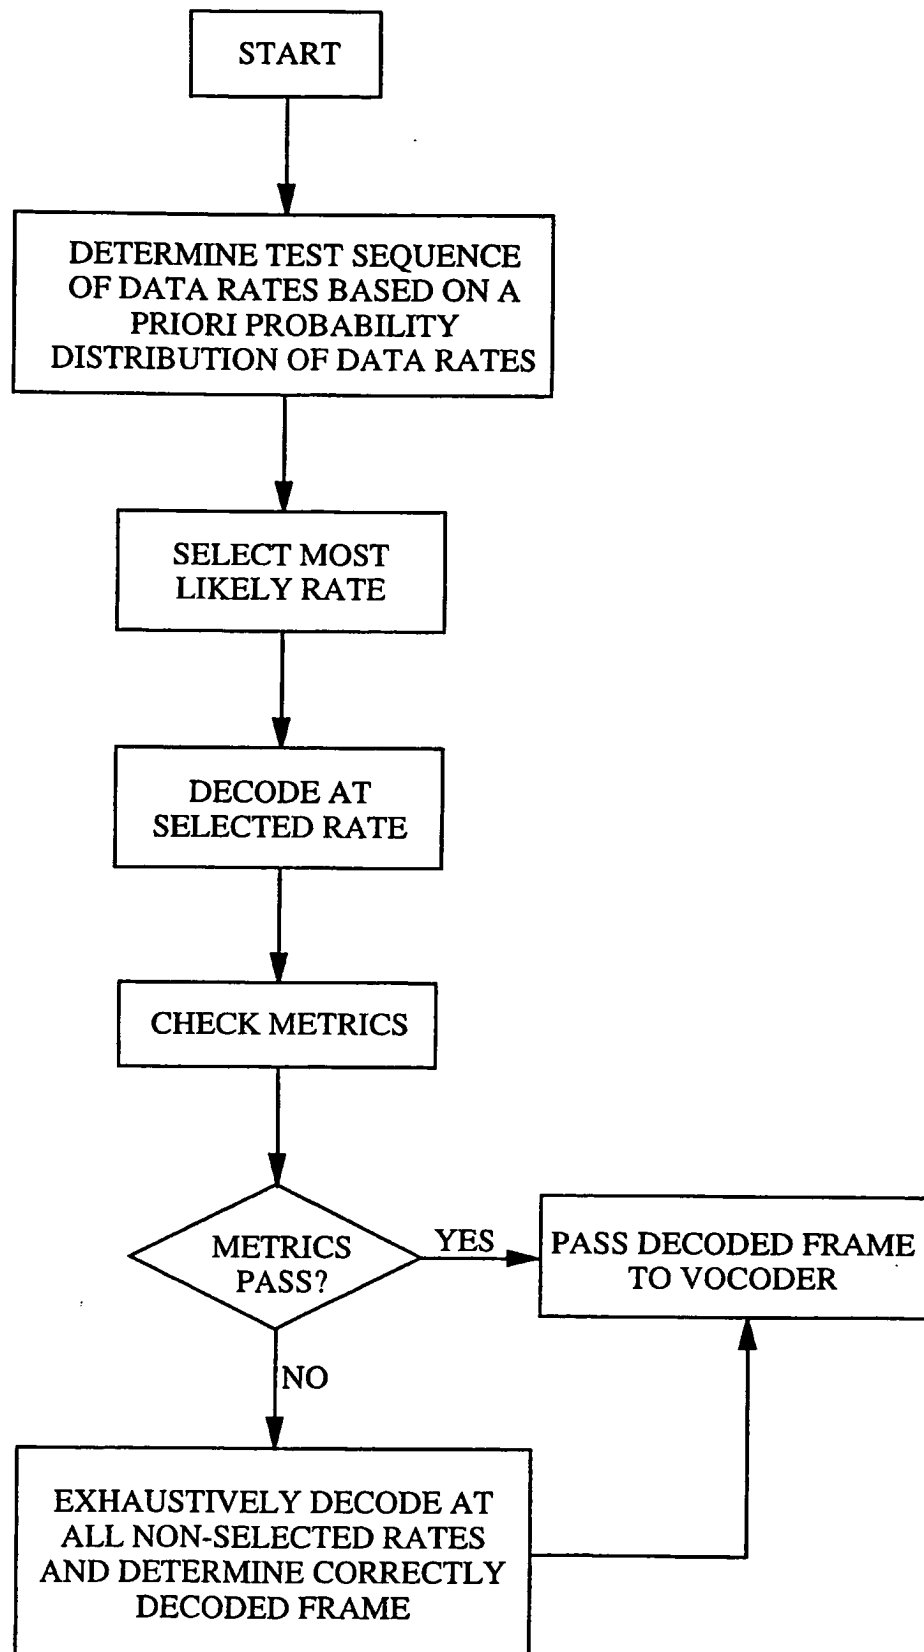 START
DETERMINE TEST SEQUENCE
OF DATA RATES BASED ON A
PRIORI PROBABILITY
DISTRIBUTION OF DATA RATES
SELECT MOST
LIKELY RATE
DECODE AT
SELECTED RATE
CHECK METRICS
METRICS
PASS?
YES
PASS DECODED FRAME
TO VOCODER
NO
EXHAUSTIVELY DECODE AT
ALL NON-SELECTED RATES
AND DETERMINE CORRECTLY
DECODED FRAME